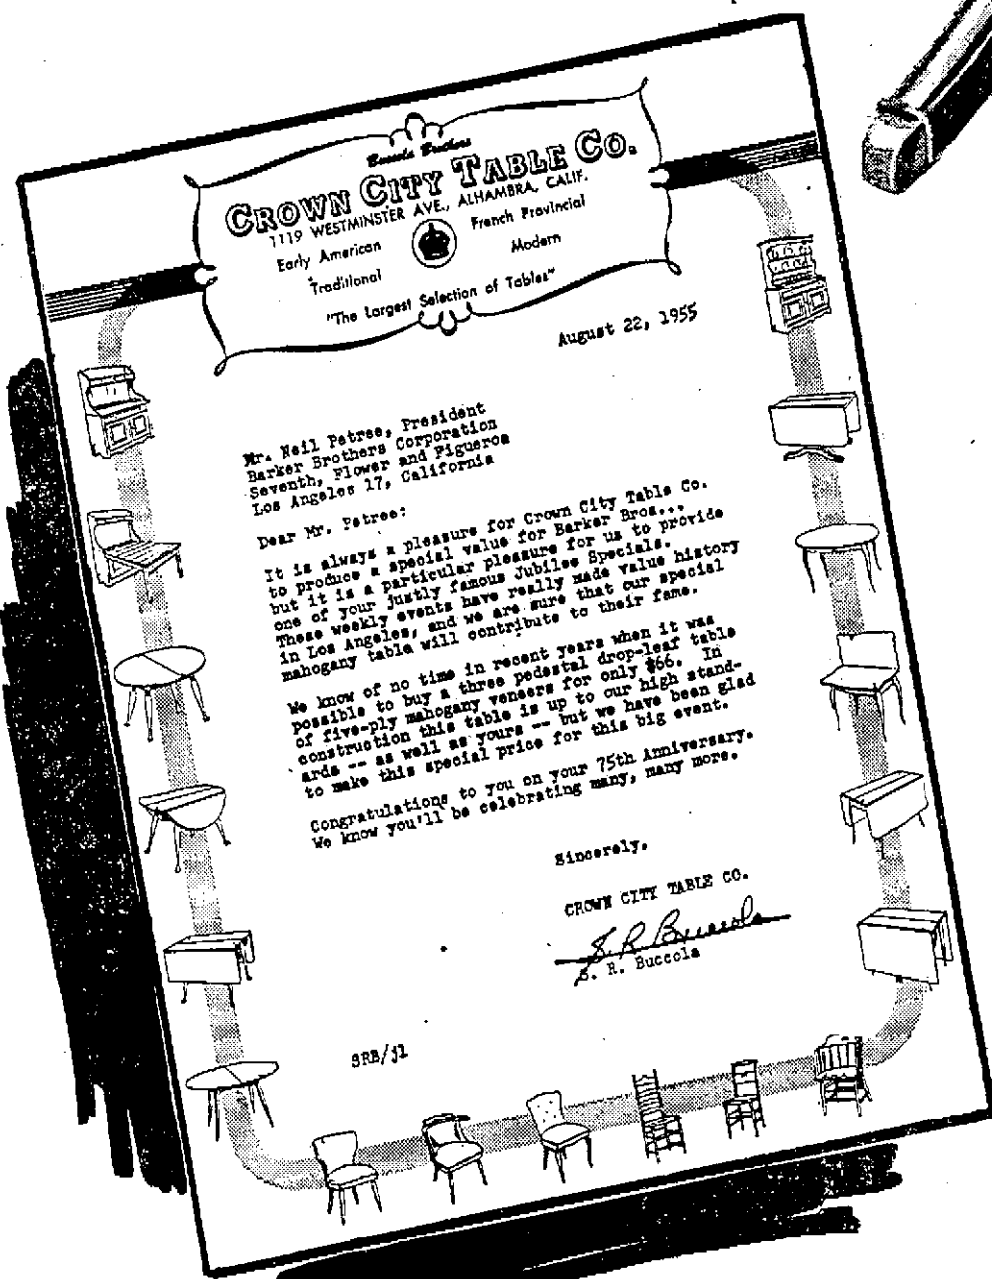 Buccola Brothers
CROWN CITY TABLE CO.
1119 WESTMINSTER AVE., ALHAMBRA, CALIF.
Early American French Provincial
Traditional Modern
"The Largest Selection of Tables"
August 22, 1955
Mr. Neil Petree, President
Barker Brothers Corporation
Seventh, Flower and Figueroa
Los Angeles 17, California
Dear Mr. Petree:
It is always a pleasure for Crown City Table Co.
to produce a special value for Barker Bros...
but it is a particular pleasure for us to provide
one of your justly famous Jubilee Specials.
These weekly events have really made value history
in Los Angeles, and we are sure that our special
mahogany table will contribute to their fame.
We know of no time in recent years when it was
possible to buy a three pedestal drop-leaf table
of five-ply mahogany veneers for only $66. In
construction this table is up to our high stand-
ards -- as well as yours -- but we have been glad
to make this special price for this big event.
Congratulations to you on your 75th Anniversary.
We know you'll be celebrating many, many more.
Sincerely,
CROWN CITY TABLE CO.
S. R. Buccola
S. R. Buccola
SRB/jl